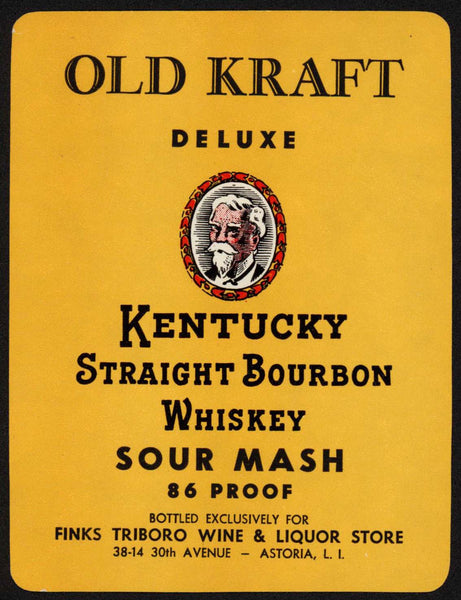 OLD KRAFT
DELUXE
KENTUCKY
STRAIGHT BOURBON
WHISKEY
SOUR MASH
86 PROOF
BOTTLED EXCLUSIVELY FOR
FINKS TRIBORO WINE & LIQUOR STORE
38-14 30th AVENUE – ASTORIA, L. I.